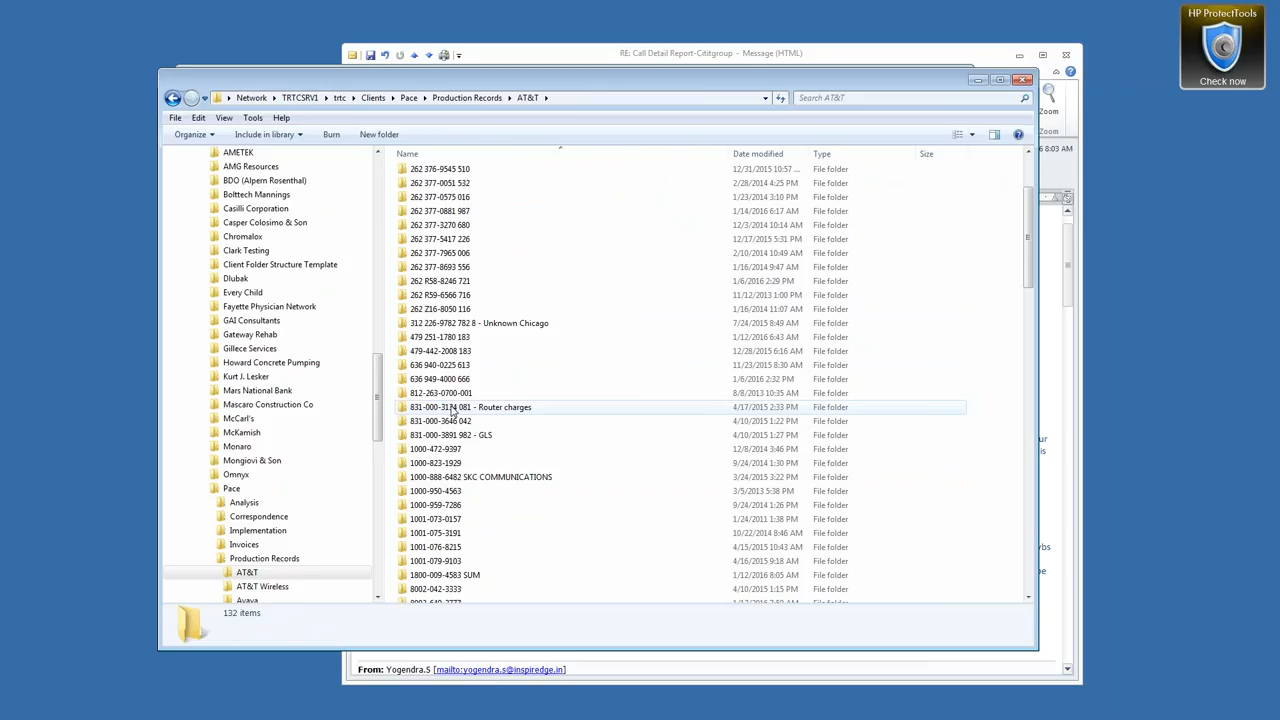 HP ProtectTools
Check now
RE: Call Detail Report-Cititgroup - Message (HTML)
Network
TRTCSRV1
trtc
Clients
Pace
Production Records
AT&T
Search AT&T
Zoom
Zoom
File
Edit
View
Tools
Help
Organize
Include in library
Burn
New folder
6 8:03 AM
Name
Date modified
Type
Size
AMETEK
AMG Resources
BDO (Alpern Rosenthal)
Bolttech Mannings
Casilli Corporation
Casper Colosimo & Son
Chromalox
Clark Testing
Client Folder Structure Template
Dlubak
Every Child
Fayette Physician Network
GAI Consultants
Gateway Rehab
Gillece Services
Howard Concrete Pumping
Kurt J. Lesker
Mars National Bank
Mascaro Construction Co
McCarl's
McKamish
Monaro
Mongiovi & Son
Omnyx
Pace
Analysis
Correspondence
Implementation
Invoices
Production Records
AT&T
AT&T Wireless
Avaya
262 376-9545 510 12/31/2015 10:57 ... File folder
262 377-0051 532 2/28/2014 4:25 PM File folder
262 377-0575 016 1/23/2014 3:10 PM File folder
262 377-0881 987 1/14/2016 6:17 AM File folder
262 377-3270 680 12/3/2014 10:14 AM File folder
262 377-5417 226 12/17/2015 5:31 PM File folder
262 377-7965 006 2/10/2014 10:49 AM File folder
262 377-8693 556 1/16/2014 9:47 AM File folder
262 R58-8246 721 1/6/2016 2:29 PM File folder
262 R59-6566 716 11/12/2013 1:00 PM File folder
262 Z16-8050 116 1/16/2014 11:07 AM File folder
312 226-9782 782 8 - Unknown Chicago 7/24/2015 8:49 AM File folder
479 251-1780 183 1/12/2016 6:43 AM File folder
479-442-2008 183 12/28/2015 6:16 AM File folder
636 940-0225 613 11/23/2015 8:30 AM File folder
636 949-4000 666 1/6/2016 2:32 PM File folder
812-263-0700-001 8/8/2013 10:35 AM File folder
831-000-3124 081 - Router charges 4/17/2015 2:33 PM File folder
831-000-3646 042 4/10/2015 1:22 PM File folder
831-000-3891 982 - GLS 4/10/2015 1:27 PM File folder
1000-472-9397 12/8/2014 3:46 PM File folder
1000-823-1929 9/24/2014 1:30 PM File folder
1000-888-6482 SKC COMMUNICATIONS 3/24/2015 3:22 PM File folder
1000-950-4563 3/5/2013 5:38 PM File folder
1000-959-7286 9/24/2014 1:26 PM File folder
1001-073-0157 1/24/2011 1:38 PM File folder
1001-075-3191 10/22/2014 8:46 AM File folder
1001-076-8215 4/15/2015 10:43 AM File folder
1001-079-9103 4/16/2015 9:18 AM File folder
1800-009-4583 SUM 1/12/2016 8:05 AM File folder
8002-042-3333 4/10/2015 1:15 PM File folder
ur
vbs
be
132 items
From: Yogendra.S [mailto:yogendra.s@inspiredge.in]